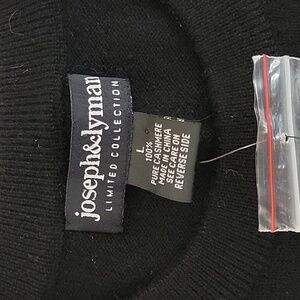 joseph&lyman
LIMITED COLLECTION
L
100%
PURE CASHMERE
MADE IN CHINA
SEE CARE ON
REVERSE SIDE